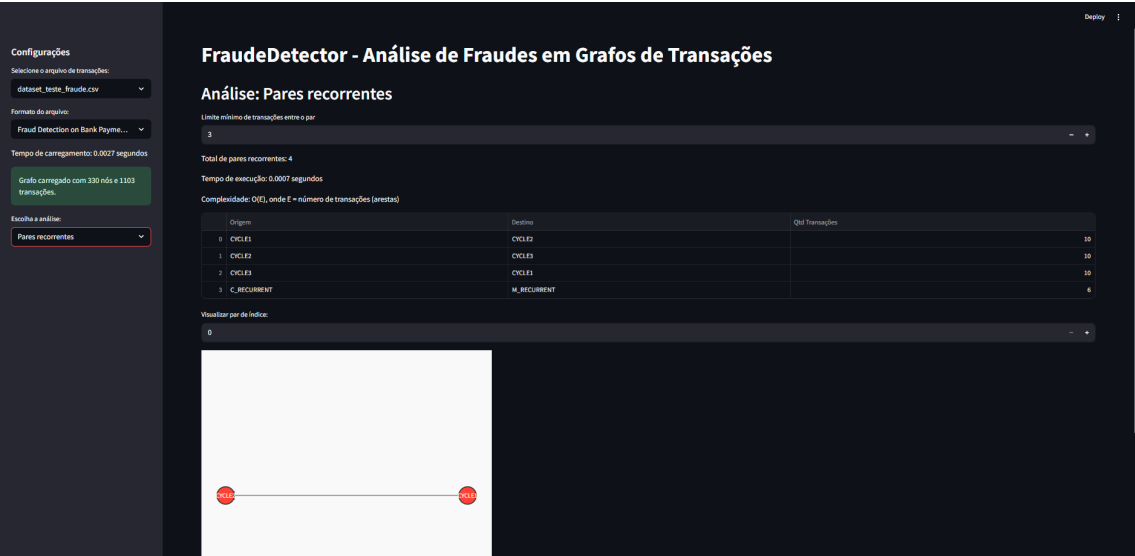 Deploy
Configurações
Selecione o arquivo de transações:
dataset_teste_fraude.csv
Formato do arquivo:
Fraud Detection on Bank Payme...
Tempo de carregamento: 0.0027 segundos
Grafo carregado com 330 nós e 1103
transações.
Escolha a análise:
Pares recorrentes
FraudeDetector - Análise de Fraudes em Grafos de Transações
Análise: Pares recorrentes
Limite mínimo de transações entre o par
3
Total de pares recorrentes: 4
Tempo de execução: 0.0007 segundos
Complexidade: O(E), onde E = número de transações (arestas)
Origem Destino Qtd Transações
0 CYCLE1 CYCLE2 10
1 CYCLE2 CYCLE3 10
2 CYCLE3 CYCLE1 10
3 C_RECURRENT M_RECURRENT 6
Visualizar par de índice:
0